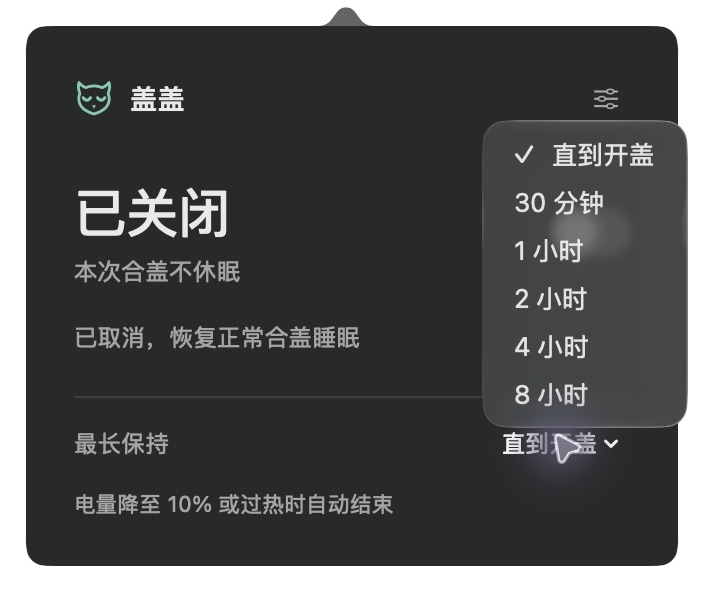 盖盖
已关闭
本次合盖不休眠
已取消，恢复正常合盖睡眠
直到开盖
30 分钟
1 小时
2 小时
4 小时
8 小时
最长保持
直到开盖
电量降至 10% 或过热时自动结束